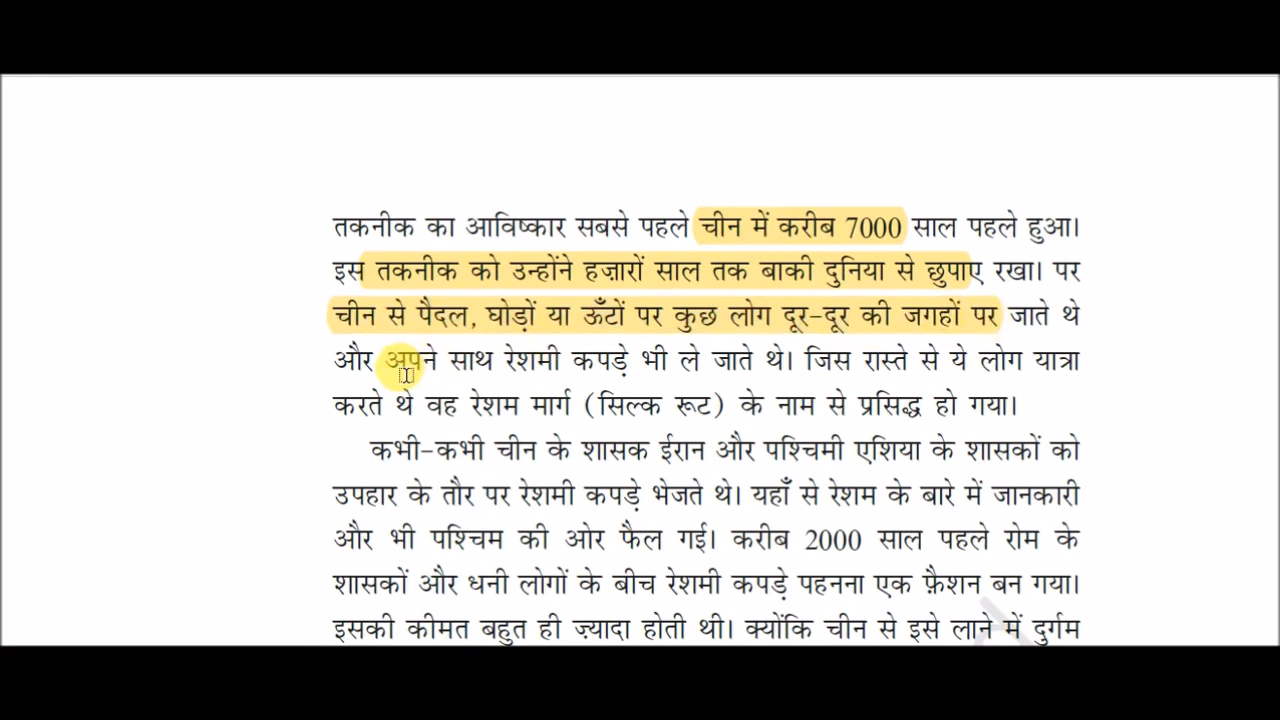 तकनीक का आविष्कार सबसे पहले चीन में करीब 7000 साल पहले हुआ।
इस तकनीक को उन्होंने हज़ारों साल तक बाकी दुनिया से छुपाए रखा। पर
चीन से पैदल, घोड़ों या ऊँटों पर कुछ लोग दूर-दूर की जगहों पर जाते थे
और अपने साथ रेशमी कपड़े भी ले जाते थे। जिस रास्ते से ये लोग यात्रा
करते थे वह रेशम मार्ग (सिल्क रूट) के नाम से प्रसिद्ध हो गया।
कभी-कभी चीन के शासक ईरान और पश्चिमी एशिया के शासकों को
उपहार के तौर पर रेशमी कपड़े भेजते थे। यहाँ से रेशम के बारे में जानकारी
और भी पश्चिम की ओर फैल गई। करीब 2000 साल पहले रोम के
शासकों और धनी लोगों के बीच रेशमी कपड़े पहनना एक फ़ैशन बन गया।
इसकी कीमत बहुत ही ज़्यादा होती थी। क्योंकि चीन से इसे लाने में दुर्गम